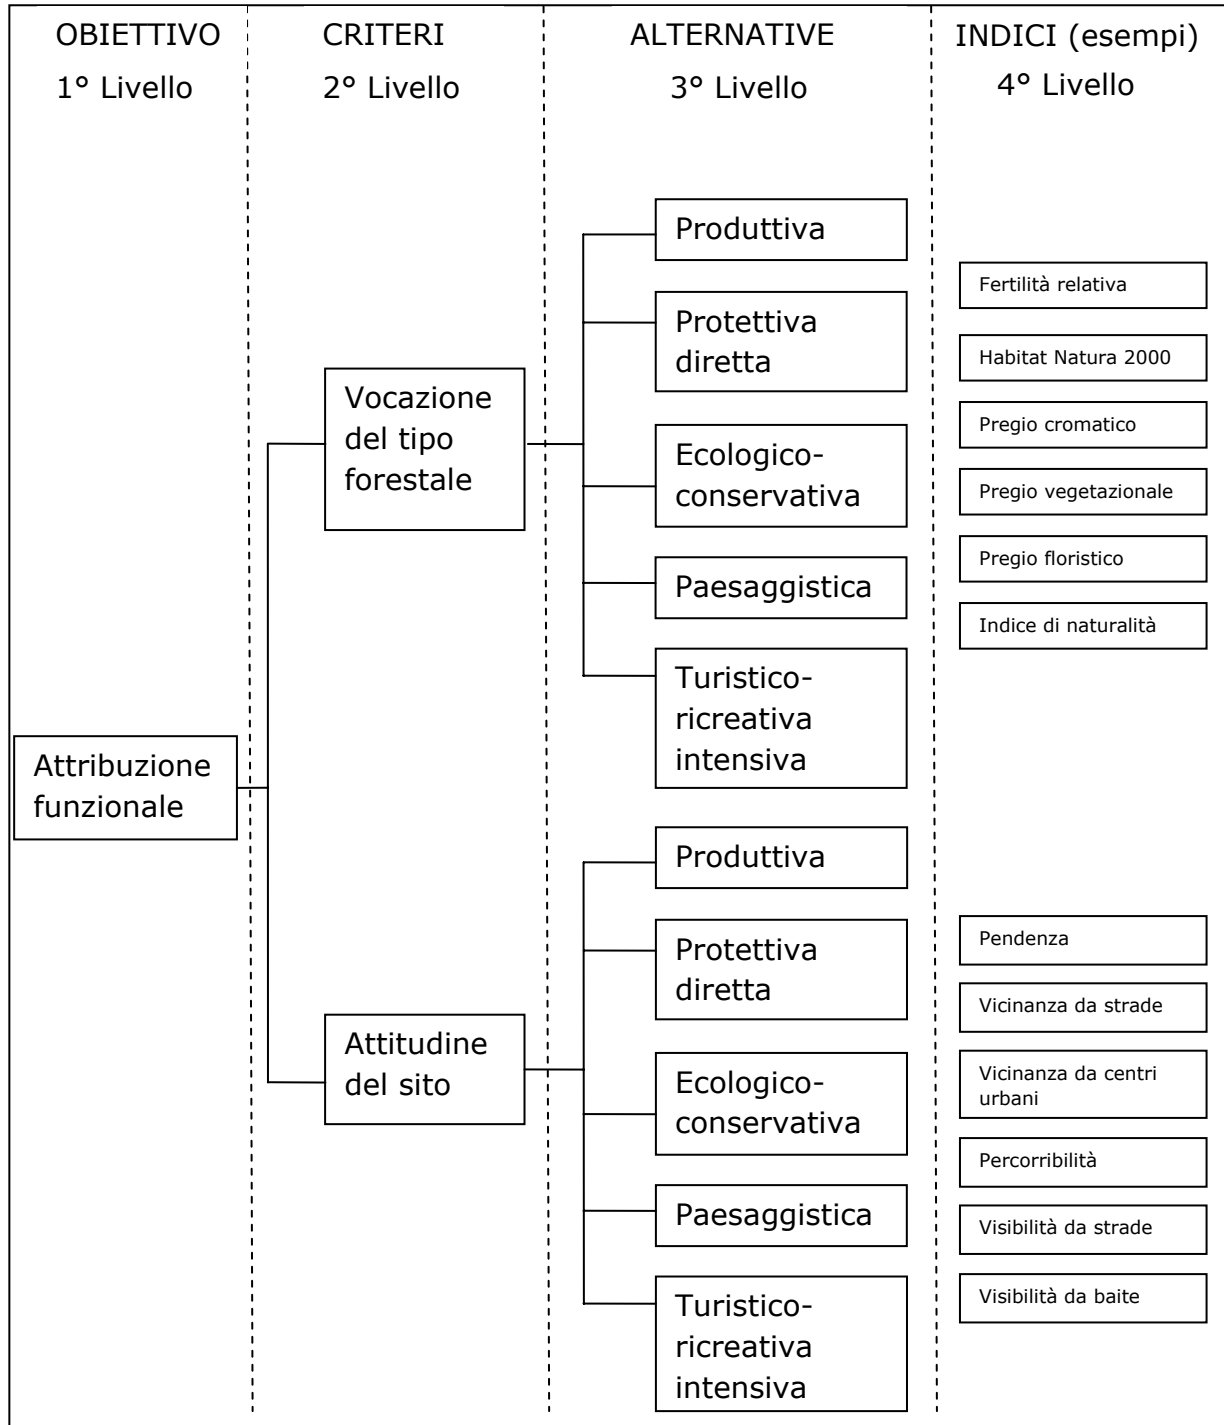 OBIETTIVO
1° Livello
CRITERI
2° Livello
ALTERNATIVE
3° Livello
INDICI (esempi)
4° Livello
Attribuzione
funzionale
Vocazione
del tipo
forestale
Produttiva
Protettiva
diretta
Ecologico-
conservativa
Paesaggistica
Turistico-
ricreativa
intensiva
Fertilità relativa
Habitat Natura 2000
Pregio cromatico
Pregio vegetazionale
Pregio floristico
Indice di naturalità
Attitudine
del sito
Produttiva
Protettiva
diretta
Ecologico-
conservativa
Paesaggistica
Turistico-
ricreativa
intensiva
Pendenza
Vicinanza da strade
Vicinanza da centri
urbani
Percorribilità
Visibilità da strade
Visibilità da baite